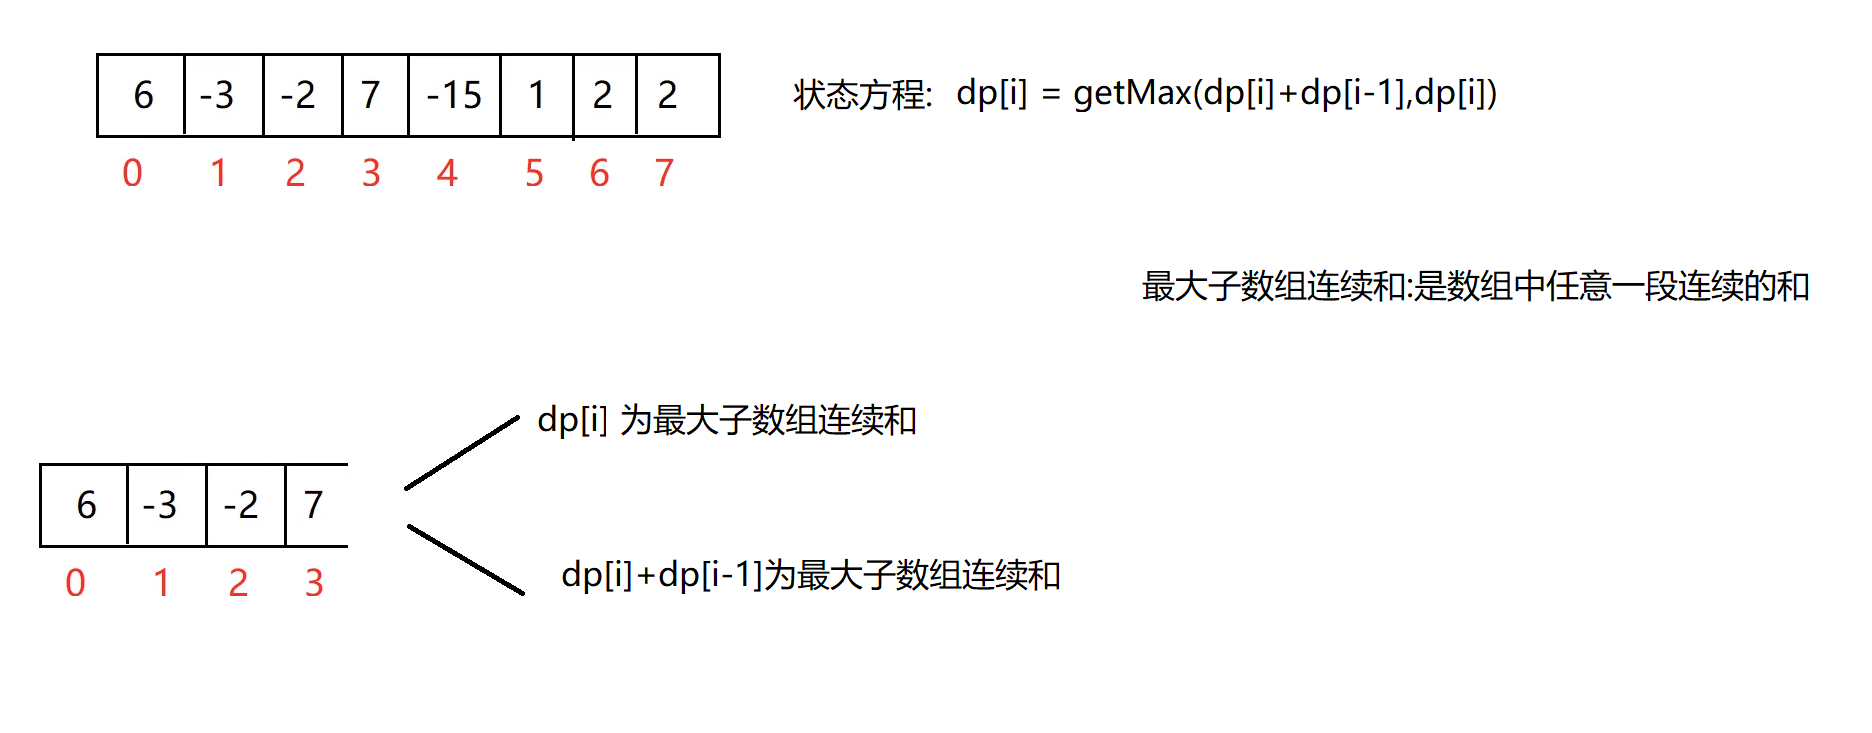 6 -3 -2 7 -15 1 2 2
状态方程: dp[i] = getMax(dp[i]+dp[i-1],dp[i])
0 1 2 3 4 5 6 7
最大子数组连续和:是数组中任意一段连续的和
dp[i] 为最大子数组连续和
6 -3 -2 7
0 1 2 3
dp[i]+dp[i-1]为最大子数组连续和